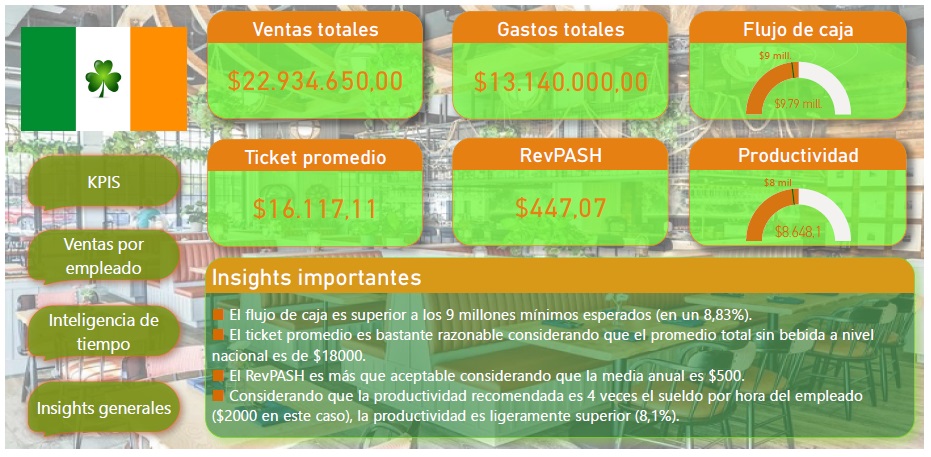 Ventas totales
$22.934.650,00
Gastos totales
$13.140.000,00
Flujo de caja
$9 mill.
$9.79 mill.
KPIS
Ventas por
empleado
Inteligencia de
tiempo
Insights generales
Ticket promedio
$16.117,11
RevPASH
$447,07
Productividad
$8 mil
$8 648,1
Insights importantes
El flujo de caja es superior a los 9 millones mínimos esperados (en un 8,83%).
El ticket promedio es bastante razonable considerando que el promedio total sin bebida a nivel
nacional es de $18000.
El RevPASH es más que aceptable considerando que la media anual es $500.
Considerando que la productividad recomendada es 4 veces el sueldo por hora del empleado
($2000 en este caso), la productividad es ligeramente superior (8,1%).